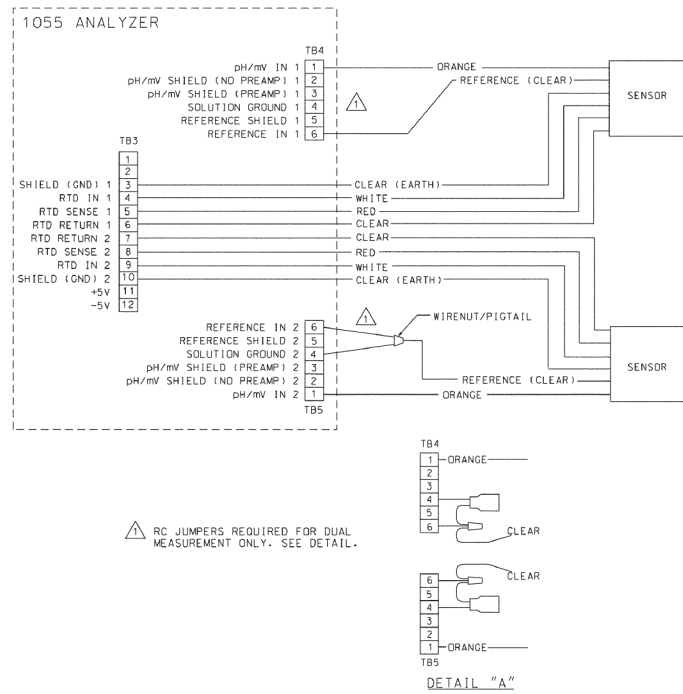 1055 ANALYZER
TB4
pH/mV IN 1 1 ORANGE
pH/mV SHIELD (NO PREAMP) 1 2 REFERENCE (CLEAR)
pH/mV SHIELD (PREAMP) 1 3
SOLUTION GROUND 1 4 1
REFERENCE SHIELD 1 5
REFERENCE IN 1 6
SENSOR
TB3
1
2
SHIELD (GND) 1 3 CLEAR (EARTH)
RTD IN 1 4 WHITE
RTD SENSE 1 5 RED
RTD RETURN 1 6 CLEAR
RTD RETURN 2 7 CLEAR
RTD SENSE 2 8 RED
RTD IN 2 9 WHITE
SHIELD (GND) 2 10 CLEAR (EARTH)
+5V 11
-5V 12
1 WIRENUT/PIGTAIL
REFERENCE IN 2 6
REFERENCE SHIELD 2 5
SOLUTION GROUND 2 4
pH/mV SHIELD (PREAMP) 2 3
pH/mV SHIELD (NO PREAMP) 2 2 REFERENCE (CLEAR)
pH/mV IN 2 1 ORANGE
TB5
SENSOR
TB4
1 ORANGE
2
3
4
5
6 CLEAR
1 RC JUMPERS REQUIRED FOR DUAL
MEASUREMENT ONLY. SEE DETAIL.
6 CLEAR
5
4
3
2
1 ORANGE
TB5
DETAIL "A"